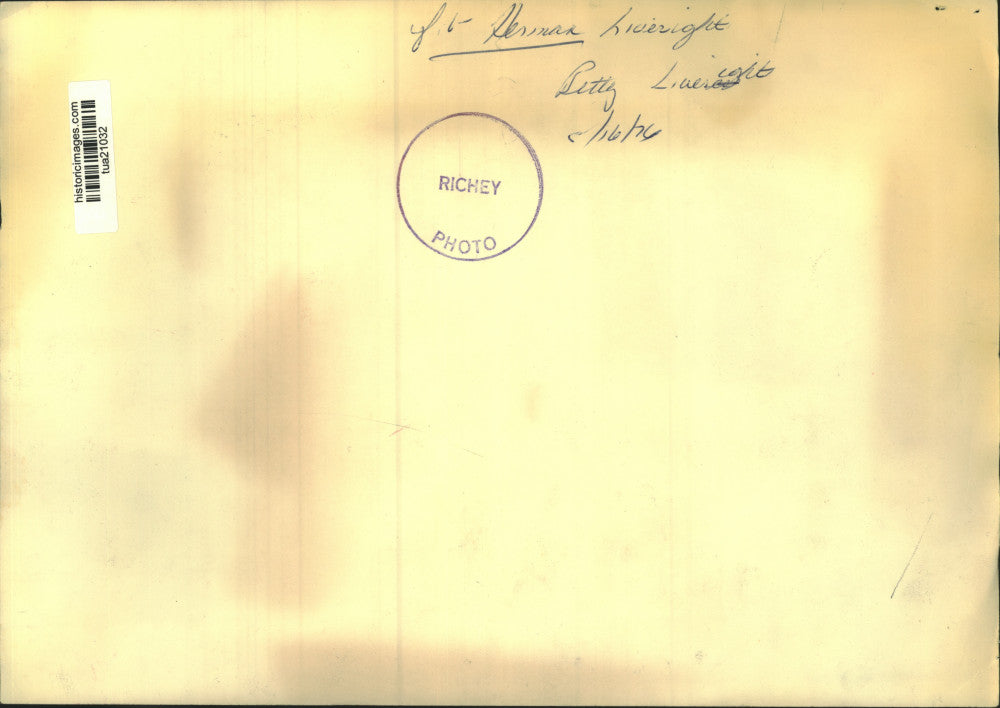 Herman Liveright
Betty Liveright
RICHEY
PHOTO
historicimages.com
tua21032